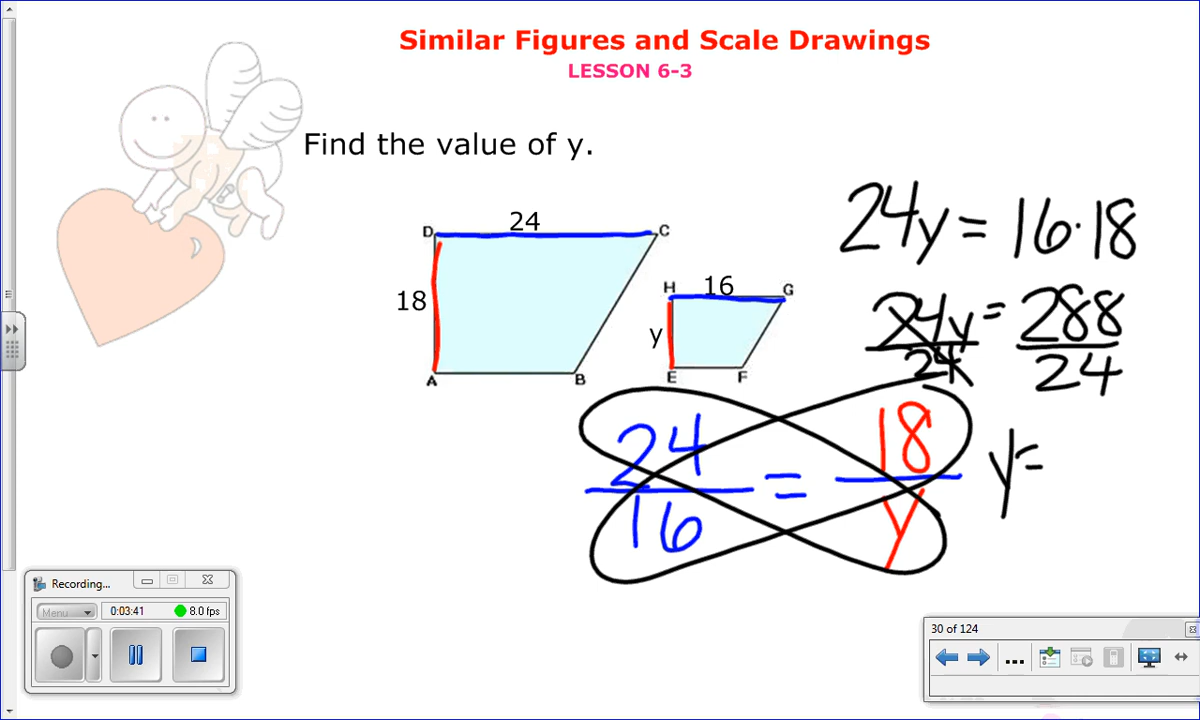 Similar Figures and Scale Drawings
LESSON 6-3
Find the value of y.
24
D
C
18
A
B
H
16
G
y
E
F
24y = 16·18
24y = 288
24 24
24 = 18
16 y
y=
Recording...
Menu
0:03:41
8.0 fps
30 of 124
...